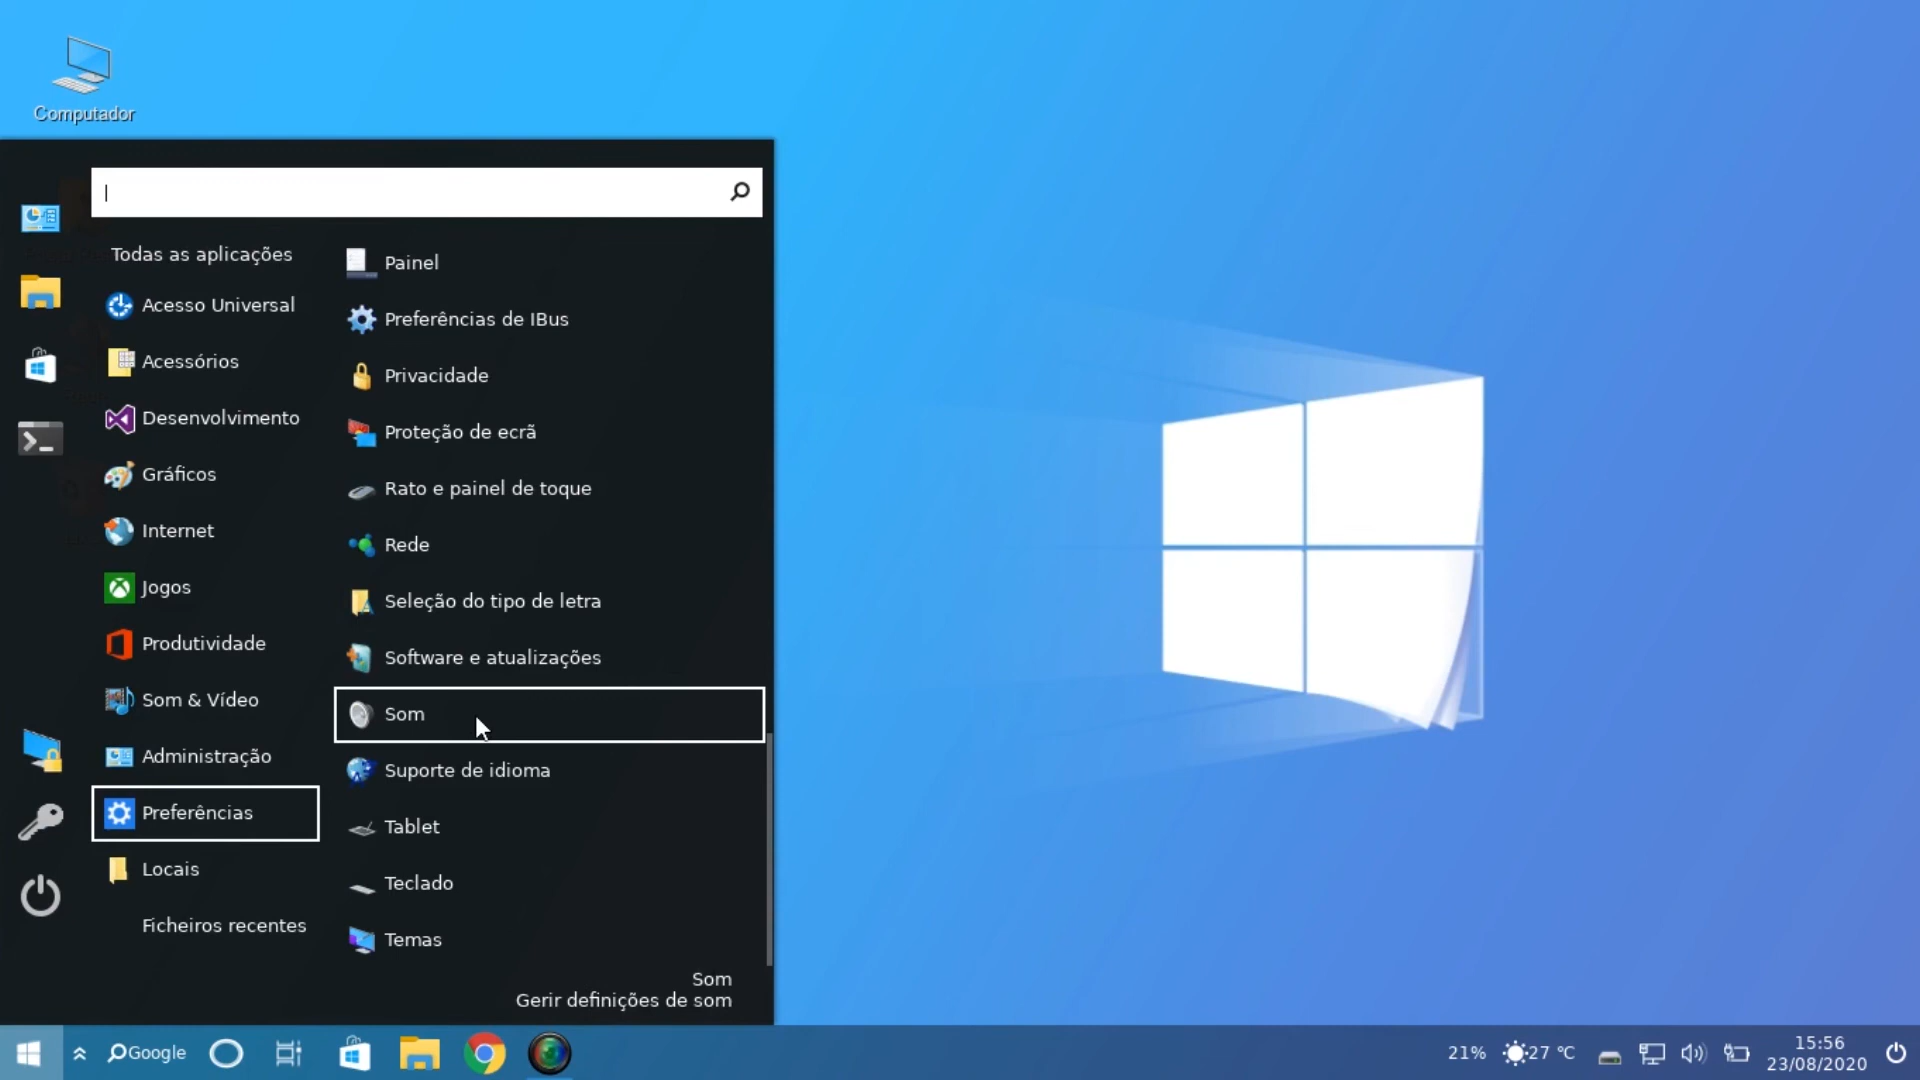 Computador
Todas as aplicações
Acesso Universal
Acessórios
Desenvolvimento
Gráficos
Internet
Jogos
Produtividade
Som & Vídeo
Administração
Preferências
Locais
Ficheiros recentes
Painel
Preferências de IBus
Privacidade
Proteção de ecrã
Rato e painel de toque
Rede
Seleção do tipo de letra
Software e atualizações
Som
Suporte de idioma
Tablet
Teclado
Temas
Som
Gerir definições de som
Google
21%
27 ℃
15:56
23/08/2020